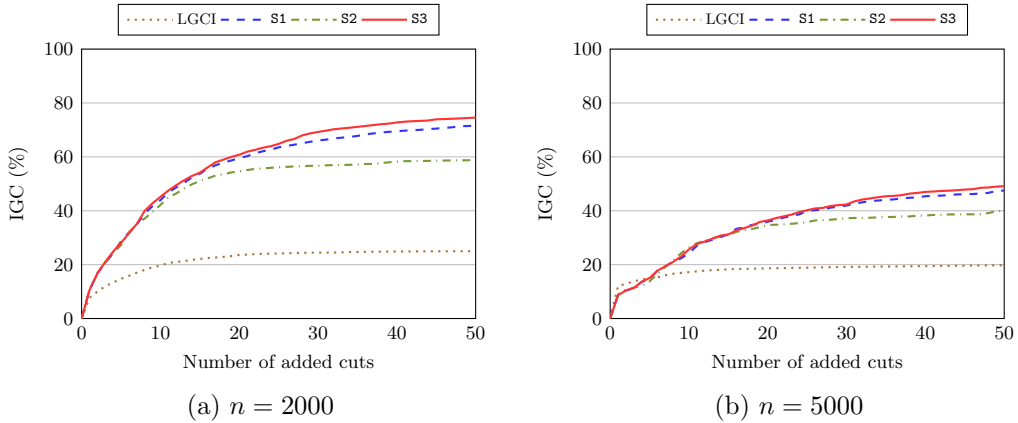 LGCI S1 S2 S3
100
80
60
40
20
0
0 10 20 30 40 50
IGC (%)
Number of added cuts
(a) n = 2000
LGCI S1 S2 S3
100
80
60
40
20
0
0 10 20 30 40 50
IGC (%)
Number of added cuts
(b) n = 5000